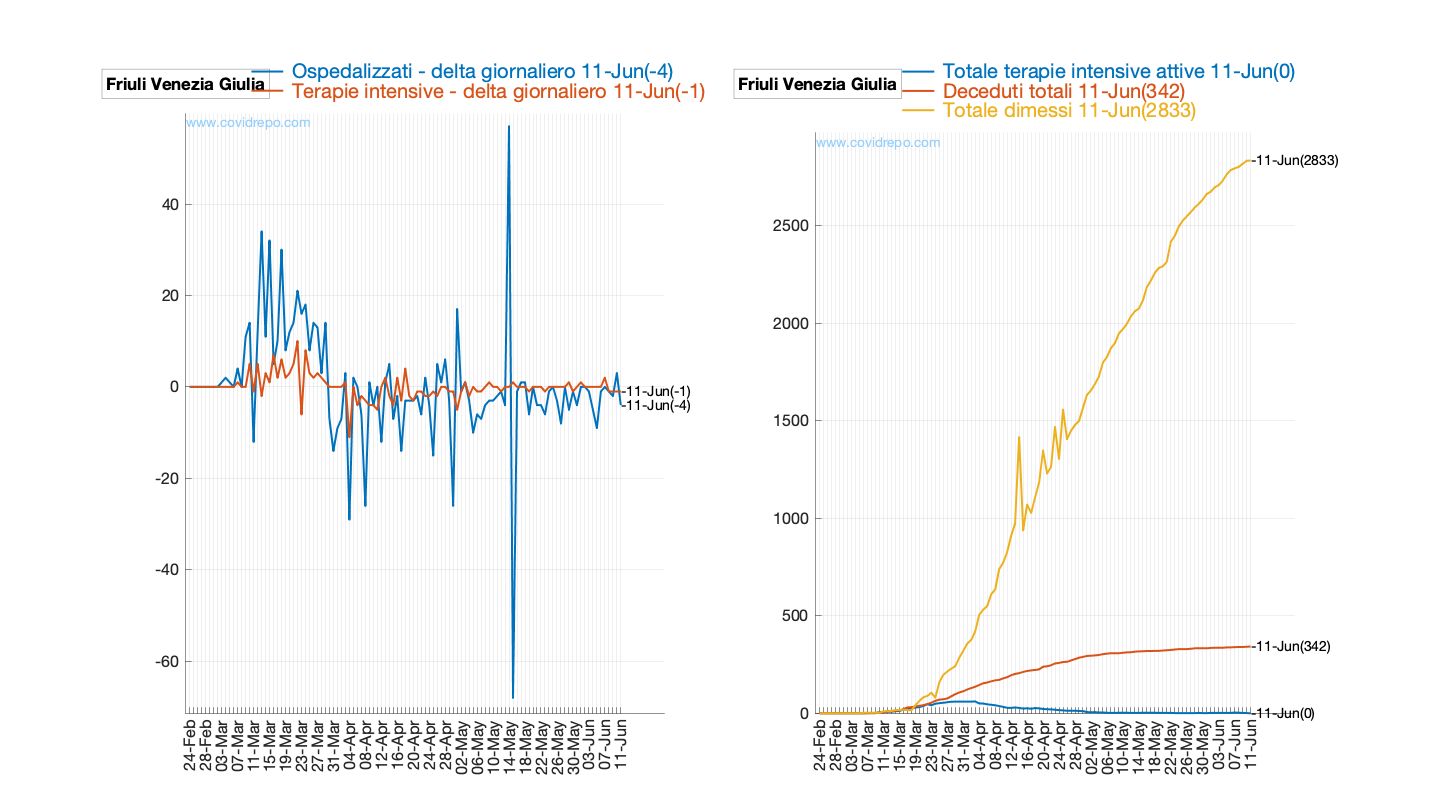 Friuli Venezia Giulia
Ospedalizzati - delta giornaliero 11-Jun(-4)
Terapie intensive - delta giornaliero 11-Jun(-1)
www.covidrepo.com
40
20
0
-20
-40
-60
-11-Jun(-1)
-11-Jun(-4)
24-Feb
28-Feb
03-Mar
07-Mar
11-Mar
15-Mar
19-Mar
23-Mar
27-Mar
31-Mar
04-Apr
08-Apr
12-Apr
16-Apr
20-Apr
24-Apr
28-Apr
02-May
06-May
10-May
14-May
18-May
22-May
26-May
30-May
03-Jun
07-Jun
11-Jun
Friuli Venezia Giulia
Totale terapie intensive attive 11-Jun(0)
Deceduti totali 11-Jun(342)
Totale dimessi 11-Jun(2833)
www.covidrepo.com
2500
2000
1500
1000
500
0
-11-Jun(2833)
-11-Jun(342)
-11-Jun(0)
24-Feb
28-Feb
03-Mar
07-Mar
11-Mar
15-Mar
19-Mar
23-Mar
27-Mar
31-Mar
04-Apr
08-Apr
12-Apr
16-Apr
20-Apr
24-Apr
28-Apr
02-May
06-May
10-May
14-May
18-May
22-May
26-May
30-May
03-Jun
07-Jun
11-Jun